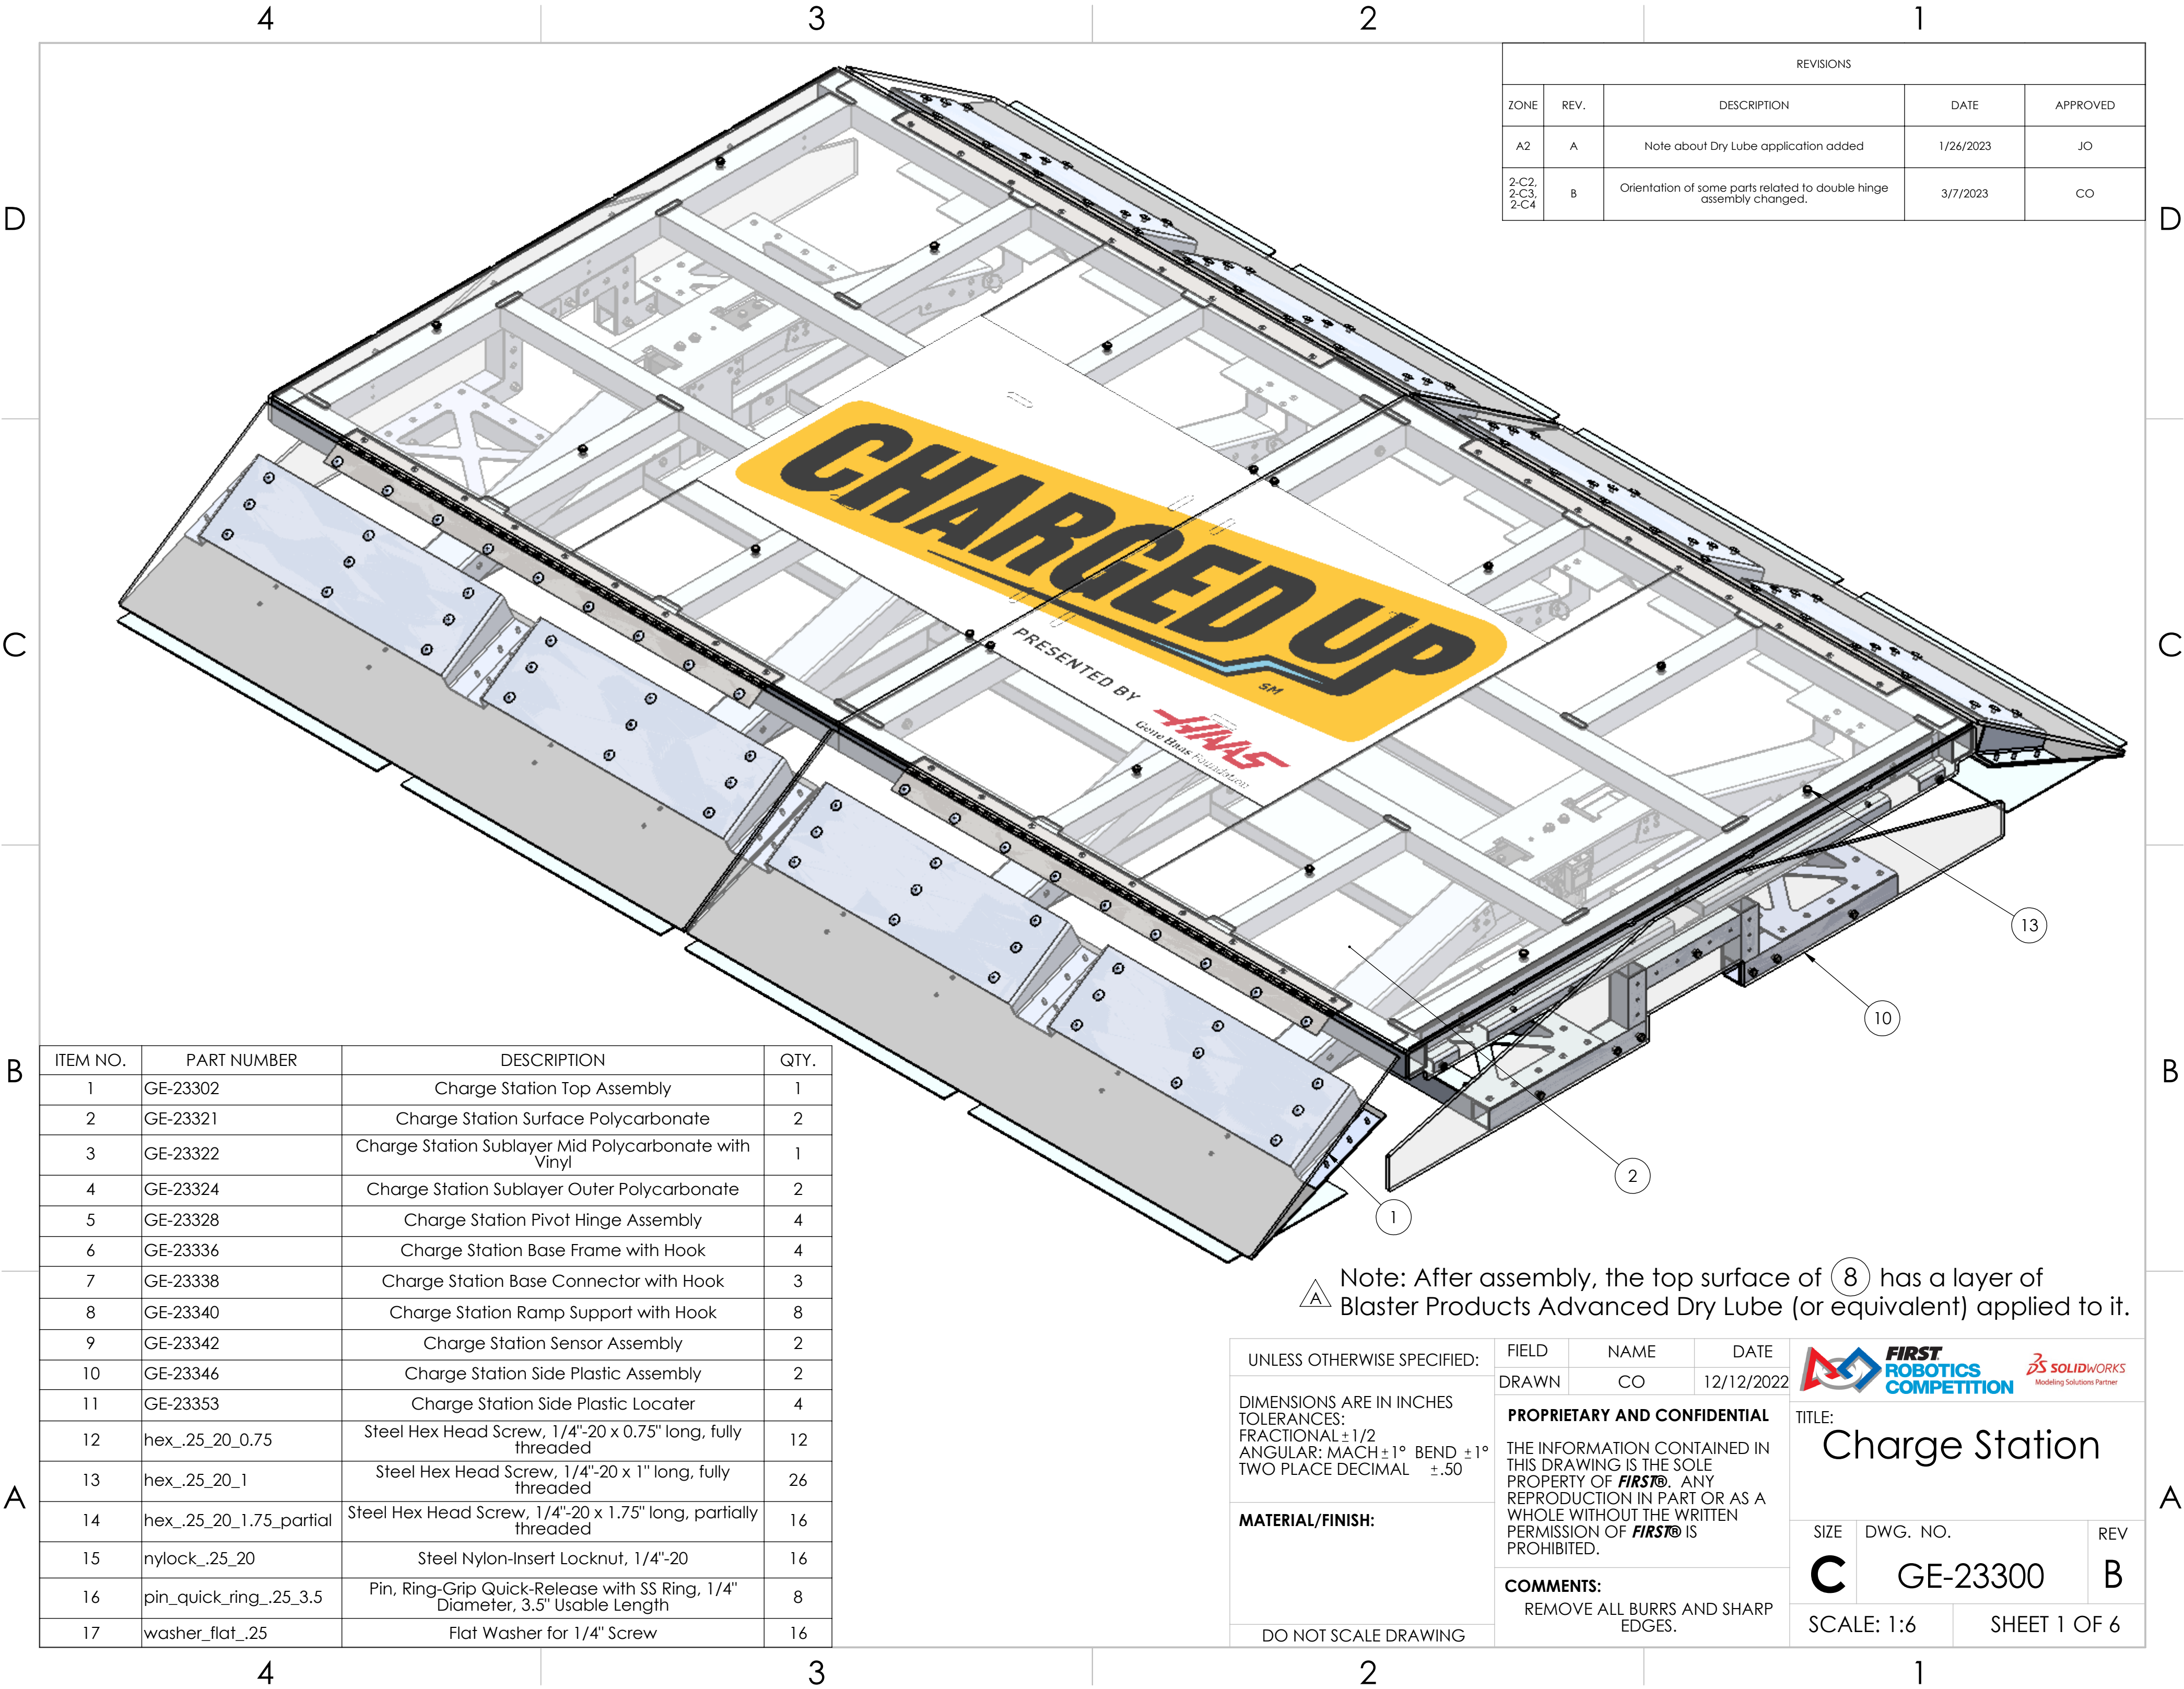 4 3 2 1
REVISIONS
ZONE REV. DESCRIPTION DATE APPROVED
A2 A Note about Dry Lube application added 1/26/2023 JO
2-C2,
2-C3,
2-C4
B
Orientation of some parts related to double hinge
assembly changed.
3/7/2023 CO
D D
CHARGED UP
SM
PRESENTED BY
HAAS
Gene Haas Foundation
C C
13
10
2
1
B B
ITEM NO. PART NUMBER DESCRIPTION QTY.
1 GE-23302 Charge Station Top Assembly 1
2 GE-23321 Charge Station Surface Polycarbonate 2
3 GE-23322 Charge Station Sublayer Mid Polycarbonate with
Vinyl 1
4 GE-23324 Charge Station Sublayer Outer Polycarbonate 2
5 GE-23328 Charge Station Pivot Hinge Assembly 4
6 GE-23336 Charge Station Base Frame with Hook 4
7 GE-23338 Charge Station Base Connector with Hook 3
8 GE-23340 Charge Station Ramp Support with Hook 8
9 GE-23342 Charge Station Sensor Assembly 2
10 GE-23346 Charge Station Side Plastic Assembly 2
11 GE-23353 Charge Station Side Plastic Locater 4
12 hex_.25_20_0.75 Steel Hex Head Screw, 1/4"-20 x 0.75" long, fully
threaded 12
13 hex_.25_20_1 Steel Hex Head Screw, 1/4"-20 x 1" long, fully
threaded 26
14 hex_.25_20_1.75_partial Steel Hex Head Screw, 1/4"-20 x 1.75" long, partially
threaded 16
15 nylock_.25_20 Steel Nylon-Insert Locknut, 1/4"-20 16
16 pin_quick_ring_.25_3.5 Pin, Ring-Grip Quick-Release with SS Ring, 1/4"
Diameter, 3.5" Usable Length 8
17 washer_flat_.25 Flat Washer for 1/4" Screw 16
A Note: After assembly, the top surface of 8 has a layer of
Blaster Products Advanced Dry Lube (or equivalent) applied to it.
A A
UNLESS OTHERWISE SPECIFIED:
DIMENSIONS ARE IN INCHES
TOLERANCES:
FRACTIONAL±1/2
ANGULAR: MACH±1° BEND ±1°
TWO PLACE DECIMAL ±.50
MATERIAL/FINISH:
DO NOT SCALE DRAWING
FIELD NAME DATE
DRAWN CO 12/12/2022
PROPRIETARY AND CONFIDENTIAL
THE INFORMATION CONTAINED IN
THIS DRAWING IS THE SOLE
PROPERTY OF FIRST®. ANY
REPRODUCTION IN PART OR AS A
WHOLE WITHOUT THE WRITTEN
PERMISSION OF FIRST® IS
PROHIBITED.
COMMENTS:
REMOVE ALL BURRS AND SHARP
EDGES.
FIRST
ROBOTICS
COMPETITION
SOLIDWORKS
Modeling Solutions Partner
TITLE:
Charge Station
SIZE DWG. NO. REV
C GE-23300 B
SCALE: 1:6 SHEET 1 OF 6
4 3 2 1